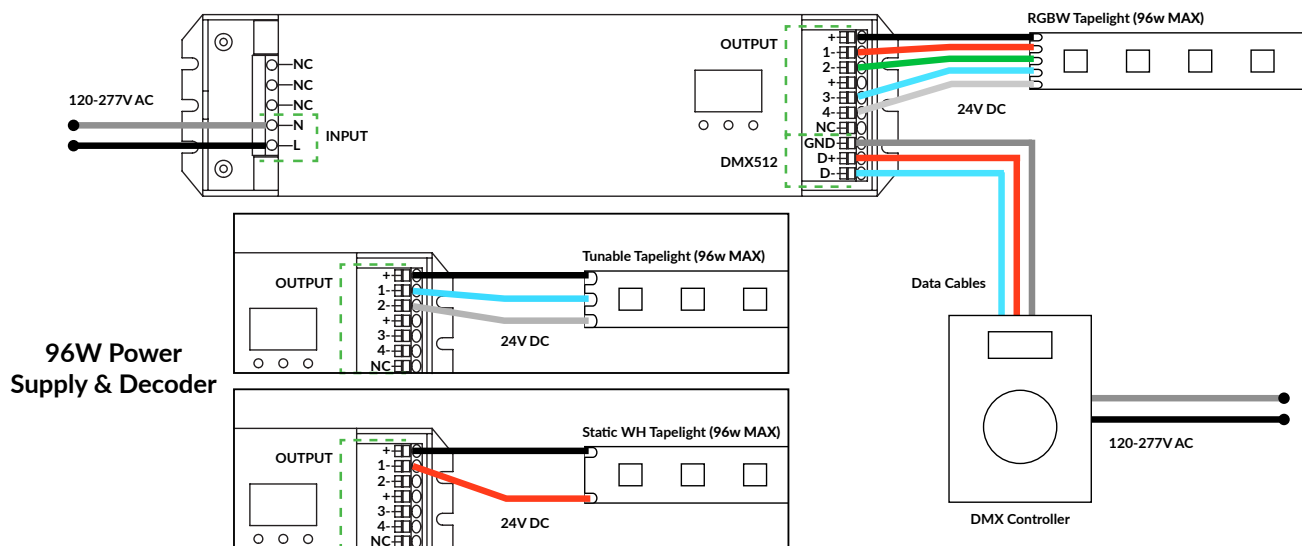 RGBW Tapelight (96w MAX)
OUTPUT
+
1-
2-
+
3-
4-
NC
GND
D+
D-
24V DC
DMX512
NC
NC
NC
N
L
INPUT
120-277V AC
Tunable Tapelight (96w MAX)
OUTPUT
+
1-
2-
+
3-
4-
NC
24V DC
Data Cables
96W Power
Supply & Decoder
Static WH Tapelight (96w MAX)
OUTPUT
+
1-
2-
+
3-
4-
NC
24V DC
120-277V AC
DMX Controller